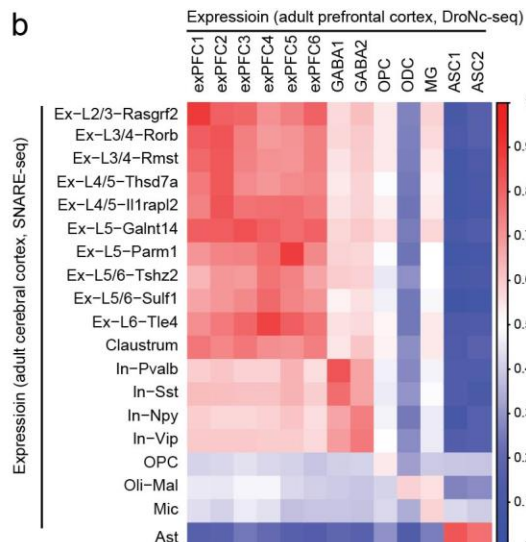 b
Expressioin (adult prefrontal cortex, DroNc-seq)
exPFC1
exPFC2
exPFC3
exPFC4
exPFC5
exPFC6
GABA1
GABA2
OPC
ODC
MG
ASC1
ASC2
Expressioin (adult cerebral cortex, SNARE-seq)
Ex-L2/3-Rasgrf2
Ex-L3/4-Rorb
Ex-L3/4-Rmst
Ex-L4/5-Thsd7a
Ex-L4/5-Il1rapl2
Ex-L5-Galnt14
Ex-L5-Parm1
Ex-L5/6-Tshz2
Ex-L5/6-Sulf1
Ex-L6-Tle4
Claustrum
In-Pvalb
In-Sst
In-Npy
In-Vip
OPC
Oli-Mal
Mic
Ast